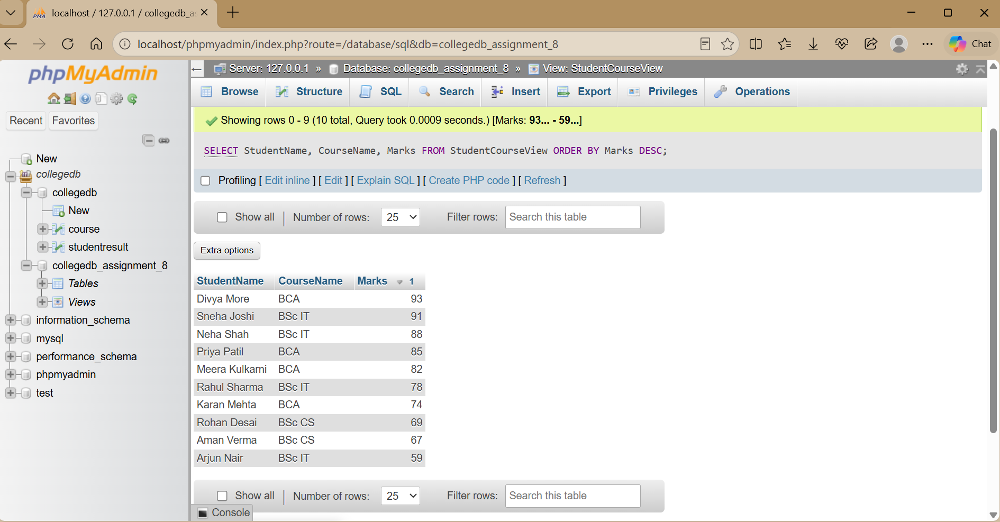 localhost / 127.0.0.1 / collegedb_as
localhost/phpmyadmin/index.php?route=/database/sql&db=collegedb_assignment_8
Chat
phpMyAdmin
Recent Favorites
New
collegedb
collegedb
New
course
studentresult
collegedb_assignment_8
Tables
Views
information_schema
mysql
performance_schema
phpmyadmin
test
Server: 127.0.0.1 » Database: collegedb_assignment_8 » View: StudentCourseView
Browse Structure SQL Search Insert Export Privileges Operations
Showing rows 0 - 9 (10 total, Query took 0.0009 seconds.) [Marks: 93... - 59...]
SELECT StudentName, CourseName, Marks FROM StudentCourseView ORDER BY Marks DESC;
Profiling [ Edit inline ] [ Edit ] [ Explain SQL ] [ Create PHP code ] [ Refresh ]
Show all Number of rows: 25 Filter rows: Search this table
Extra options
StudentName CourseName Marks 1
Divya More BCA 93
Sneha Joshi BSc IT 91
Neha Shah BSc IT 88
Priya Patil BCA 85
Meera Kulkarni BCA 82
Rahul Sharma BSc IT 78
Karan Mehta BCA 74
Rohan Desai BSc CS 69
Aman Verma BSc CS 67
Arjun Nair BSc IT 59
Show all Number of rows: 25 Filter rows: Search this table
Console